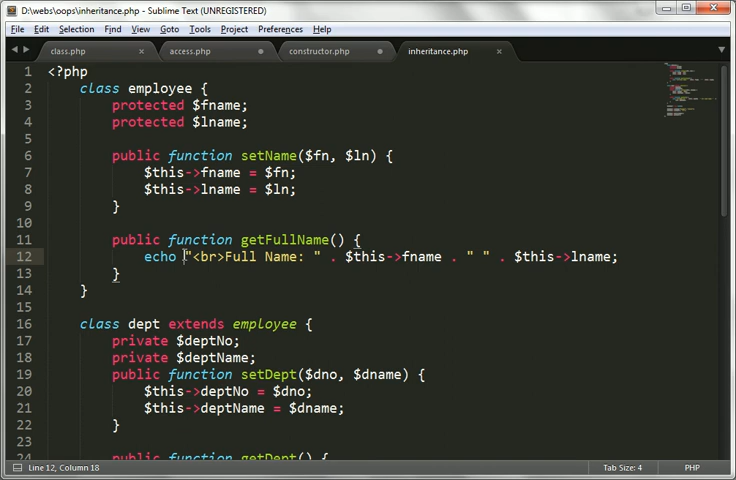 D:\webs\oops\inheritance.php - Sublime Text (UNREGISTERED)
File Edit Selection Find View Goto Tools Project Preferences Help
class.php access.php constructor.php inheritance.php
1 <?php
2 class employee {
3 protected $fname;
4 protected $lname;
5
6 public function setName($fn, $ln) {
7 $this->fname = $fn;
8 $this->lname = $ln;
9 }
10
11 public function getFullName() {
12 echo "<br>Full Name: " . $this->fname . " " . $this->lname;
13 }
14 }
15
16 class dept extends employee {
17 private $deptNo;
18 private $deptName;
19 public function setDept($dno, $dname) {
20 $this->deptNo = $dno;
21 $this->deptName = $dname;
22 }
23
24 public function getDept() {
Line 12, Column 18 Tab Size: 4 PHP